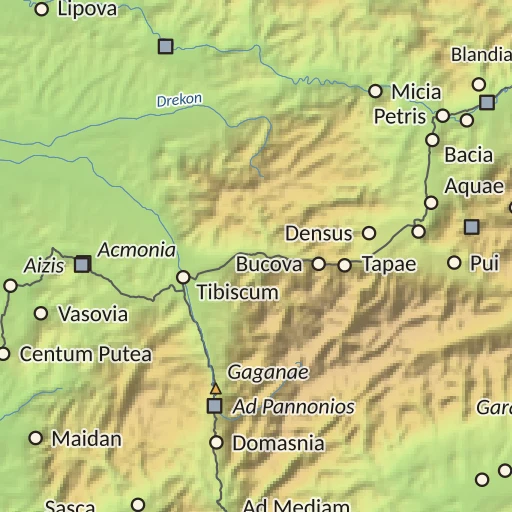 Lipova
Blandia
Drekon
Micia
Petris
Bacia
Aquae
Densus
Acmonia
Aizis
Bucova
Tapae
Pui
Tibiscum
Vasovia
Centum Putea
Gaganae
Ad Pannonios
Maidan
Domasnia
Sasca
Ad Mediam